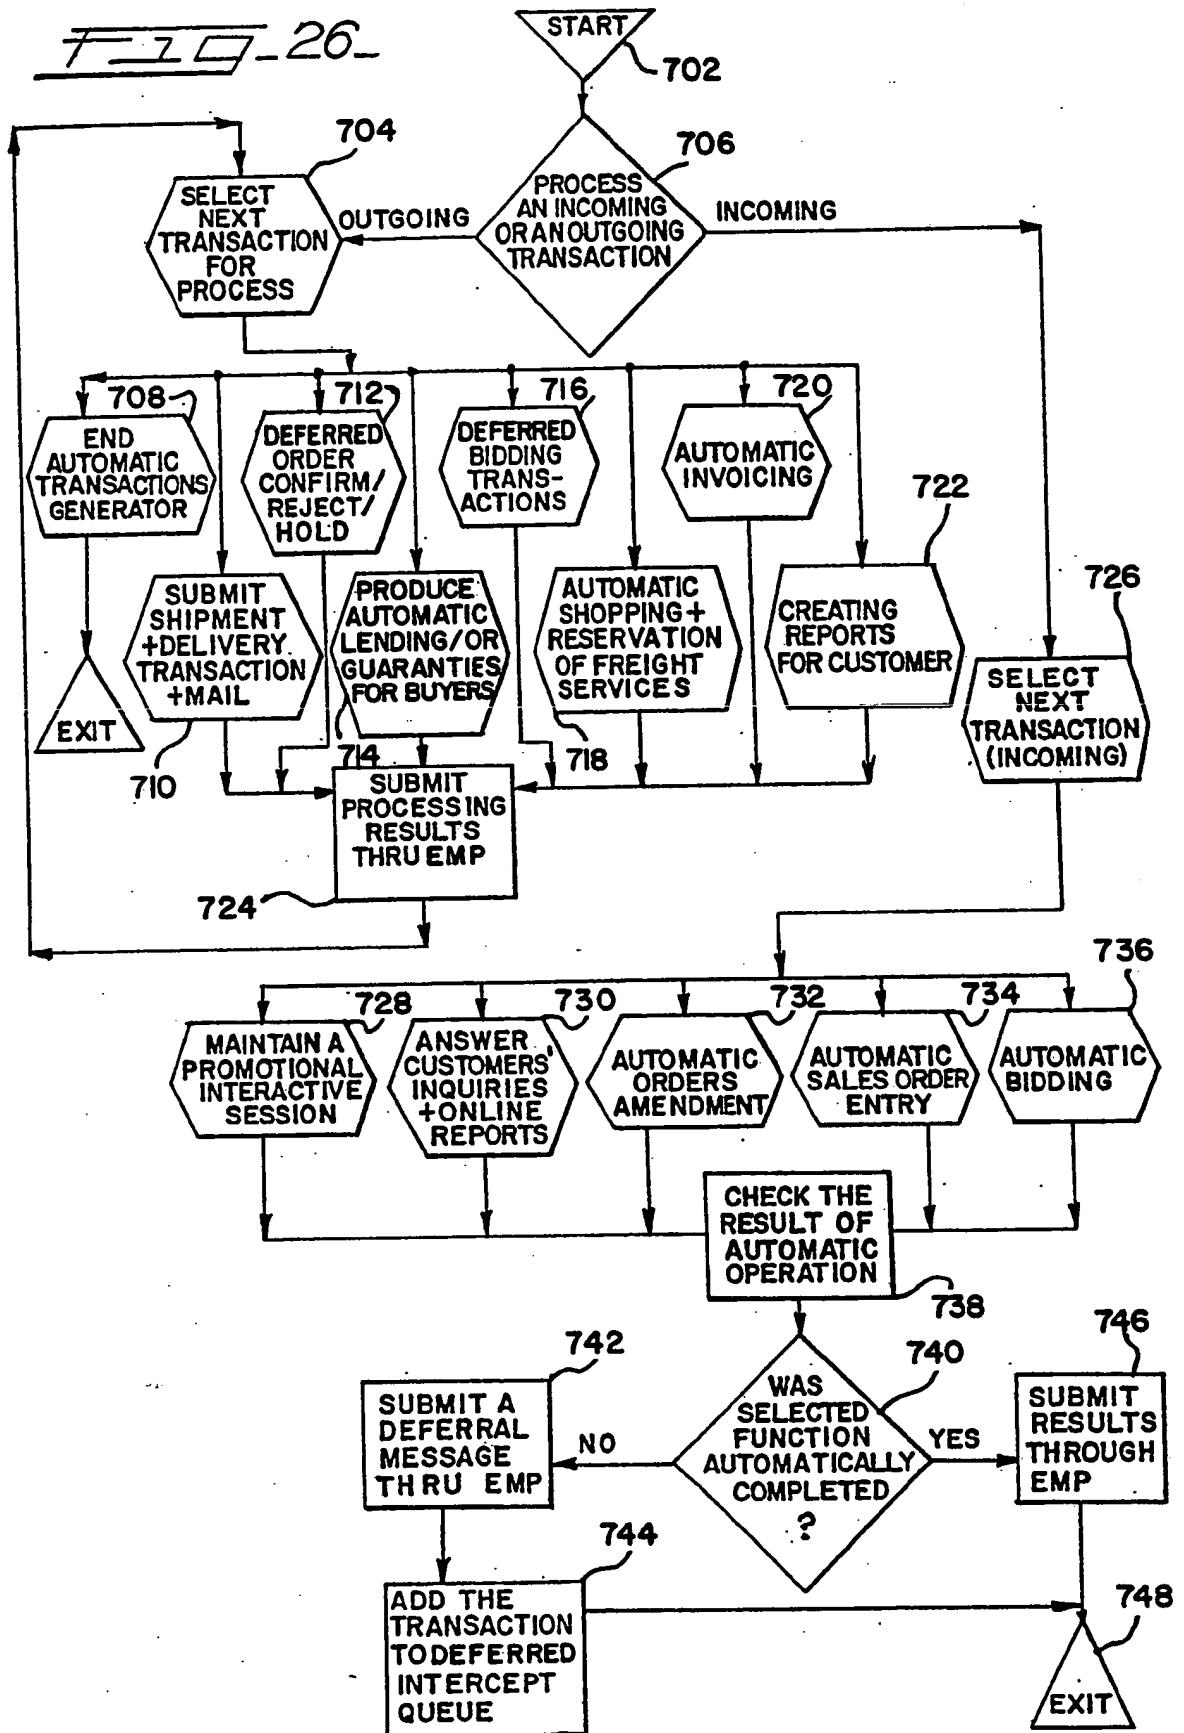 Fig_26_
START
702
704
706
SELECT
NEXT
TRANSACTION
FOR
PROCESS
OUTGOING
PROCESS
AN INCOMING
OR AN OUTGOING
TRANSACTION
INCOMING
708
712
716
720
722
END
AUTOMATIC
TRANSACTIONS
GENERATOR
DEFERRED
ORDER
CONFIRM/
REJECT/
HOLD
DEFERRED
BIDDING
TRANS-
ACTIONS
AUTOMATIC
INVOICING
726
SUBMIT
SHIPMENT
+DELIVERY
TRANSACTION
+MAIL
PRODUCE
AUTOMATIC
LENDING/OR
GUARANTIES
FOR BUYERS
AUTOMATIC
SHOPPING+
RESERVATION
OF FREIGHT
SERVICES
CREATING
REPORTS
FOR CUSTOMER
SELECT
NEXT
TRANSACTION
(INCOMING)
EXIT
710
714
718
SUBMIT
PROCESSING
RESULTS
THRU EMP
724
728
730
732
734
736
MAINTAIN A
PROMOTIONAL
INTERACTIVE
SESSION
ANSWER
CUSTOMERS'
INQUIRIES
+ONLINE
REPORTS
AUTOMATIC
ORDERS
AMENDMENT
AUTOMATIC
SALES ORDER
ENTRY
AUTOMATIC
BIDDING
CHECK THE
RESULT OF
AUTOMATIC
OPERATION
738
742
740
746
SUBMIT A
DEFERRAL
MESSAGE
THRU EMP
NO
WAS
SELECTED
FUNCTION
AUTOMATICALLY
COMPLETED
?
YES
SUBMIT
RESULTS
THROUGH
EMP
744
ADD THE
TRANSACTION
TO DEFERRED
INTERCEPT
QUEUE
748
EXIT